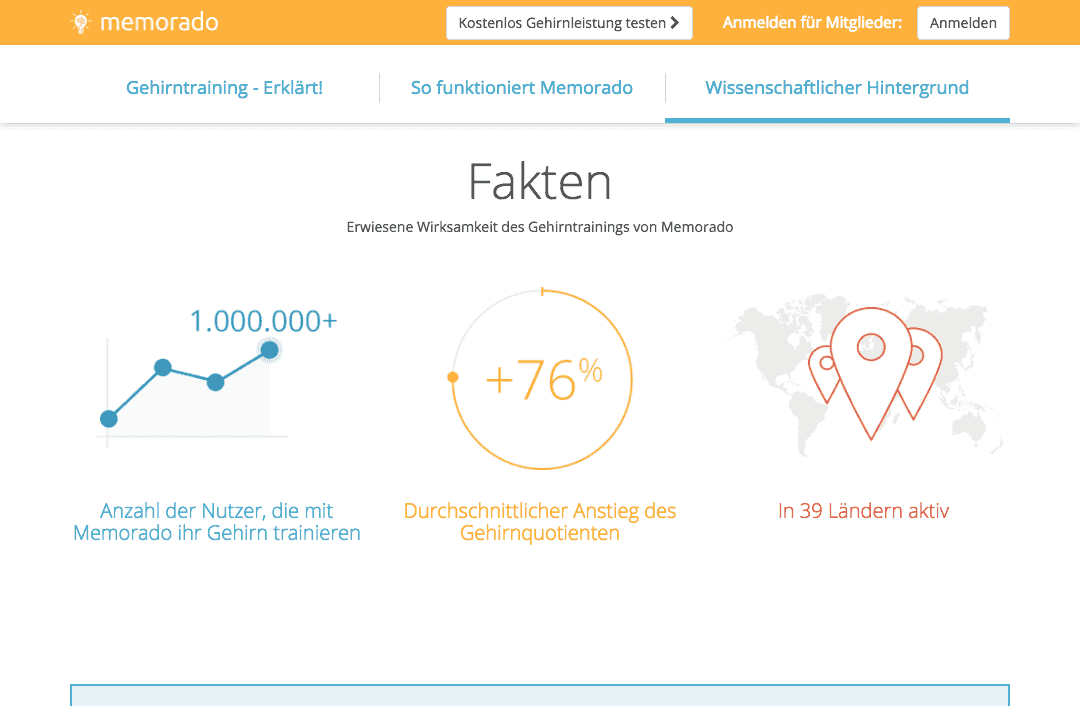 memorado
Kostenlos Gehirnleistung testen
Anmelden für Mitglieder:
Anmelden
Gehirntraining - Erklärt!
So funktioniert Memorado
Wissenschaftlicher Hintergrund
Fakten
Erwiesene Wirksamkeit des Gehirntrainings von Memorado
1.000.000+
+76%
Anzahl der Nutzer, die mit
Memorado ihr Gehirn trainieren
Durchschnittlicher Anstieg des
Gehirnquotienten
In 39 Ländern aktiv